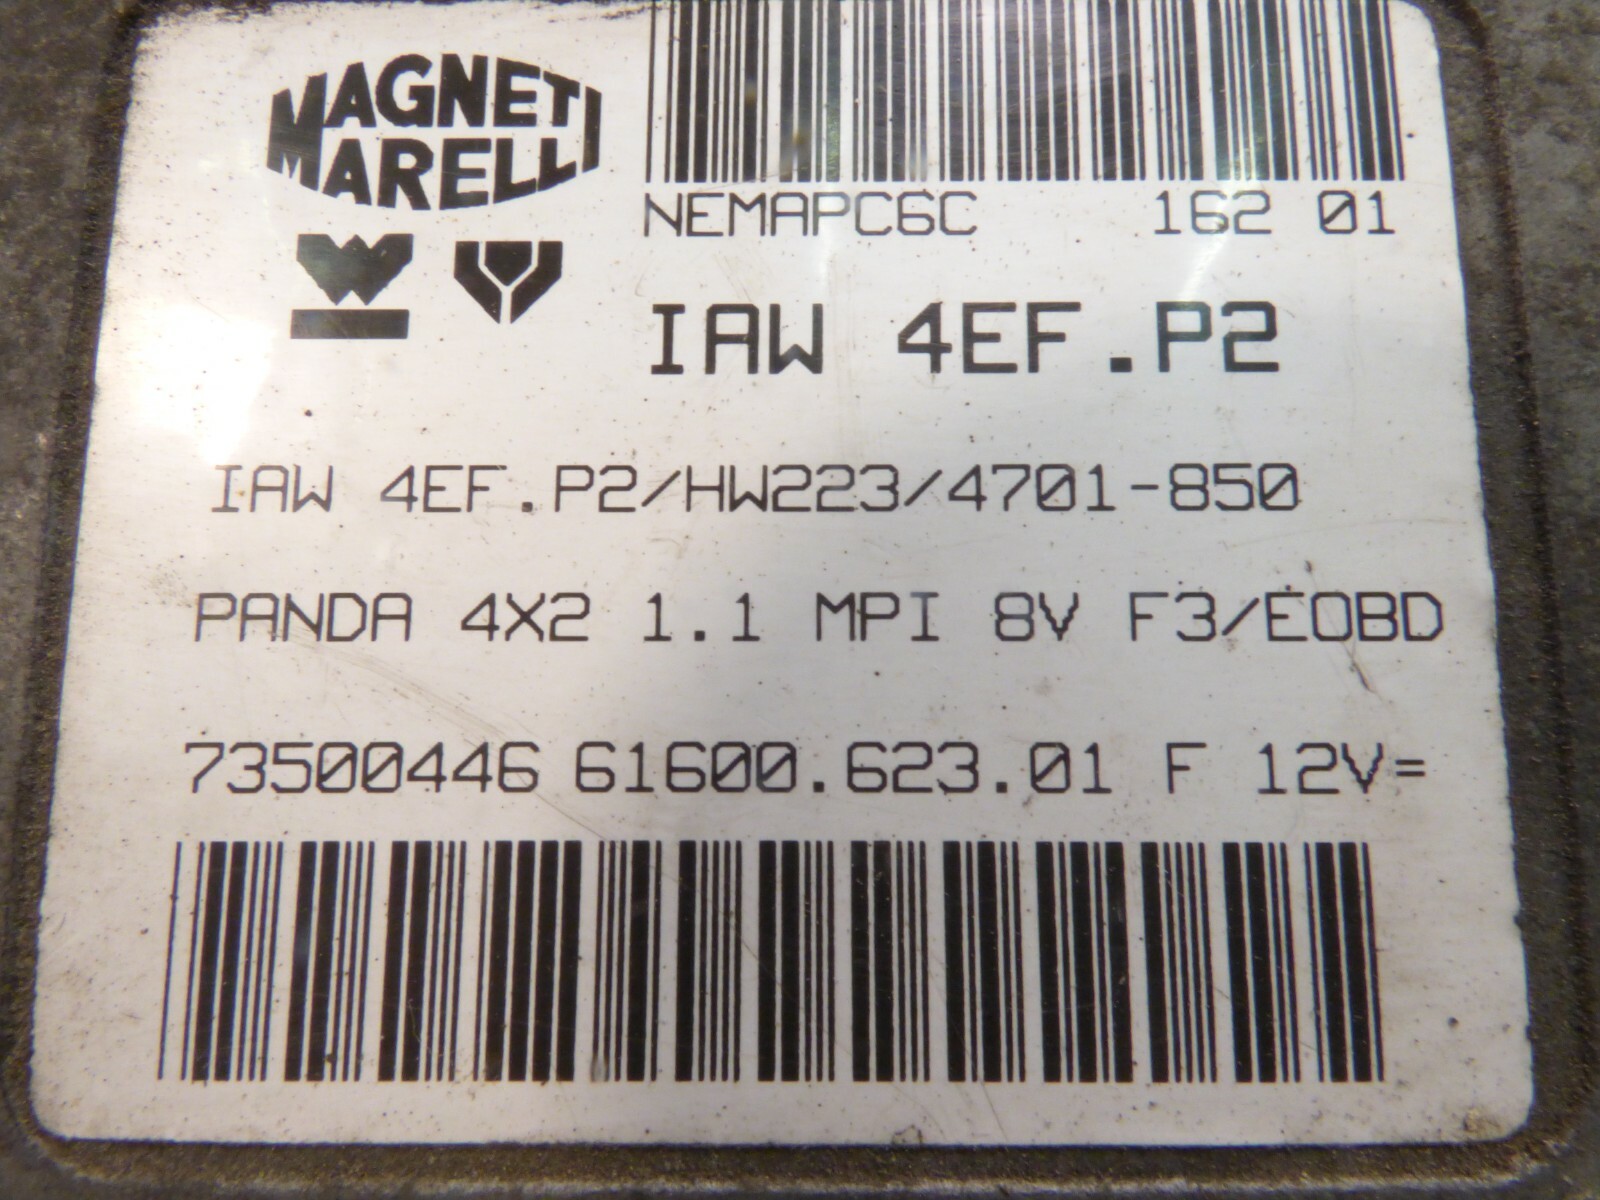 MAGNETI
MARELLI
NEMAPC6C 162 01
IAW 4EF.P2
IAW 4EF.P2/HW223/4701-850
PANDA 4X2 1.1 MPI 8V F3/EOBD
73500446 61600.623.01 F 12V=